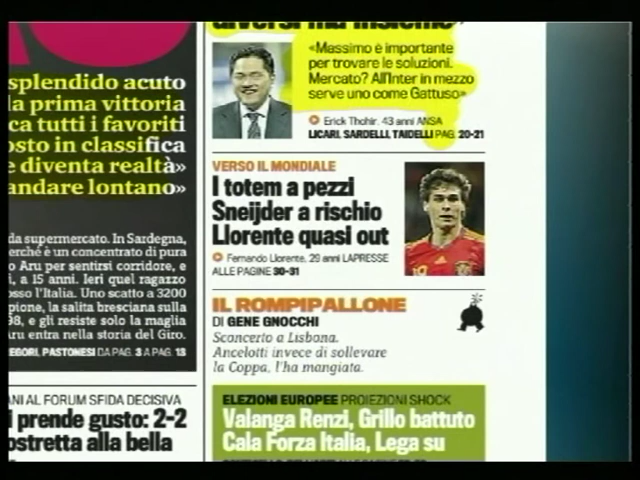 diversi ma insieme»
«Massimo è importante
per trovare le soluzioni.
Mercato? All'Inter in mezzo
serve uno come Gattuso»
Erick Thohir, 43 anni ANSA
LICARI, SARDELLI, TAIDELLI PAG. 20-21
splendido acuto
la prima vittoria
ca tutti i favoriti
osto in classifica
e diventa realtà»
andare lontano»
da supermercato. In Sardegna,
perché è un concentrato di pura
o Aru per sentirsi corridore, e
i, a 15 anni. Ieri quel ragazzo
osso l'Italia. Uno scatto a 3200
pione, la salita bresciana sulla
98, e gli resiste solo la maglia
Aru entra nella storia del Giro.
EGORI, PASTONESI DA PAG. 3 A PAG. 13
VERSO IL MONDIALE
I totem a pezzi
Sneijder a rischio
Llorente quasi out
Fernando Llorente, 29 anni LAPRESSE
ALLE PAGINE 30-31
IL ROMPIPALLONE
DI GENE GNOCCHI
Sconcerto a Lisbona.
Ancelotti invece di sollevare
la Coppa, l'ha mangiata.
ANI AL FORUM SFIDA DECISIVA
i prende gusto: 2-2
ostretta alla bella
ELEZIONI EUROPEE PROIEZIONI SHOCK
Valanga Renzi, Grillo battuto
Cala Forza Italia, Lega su